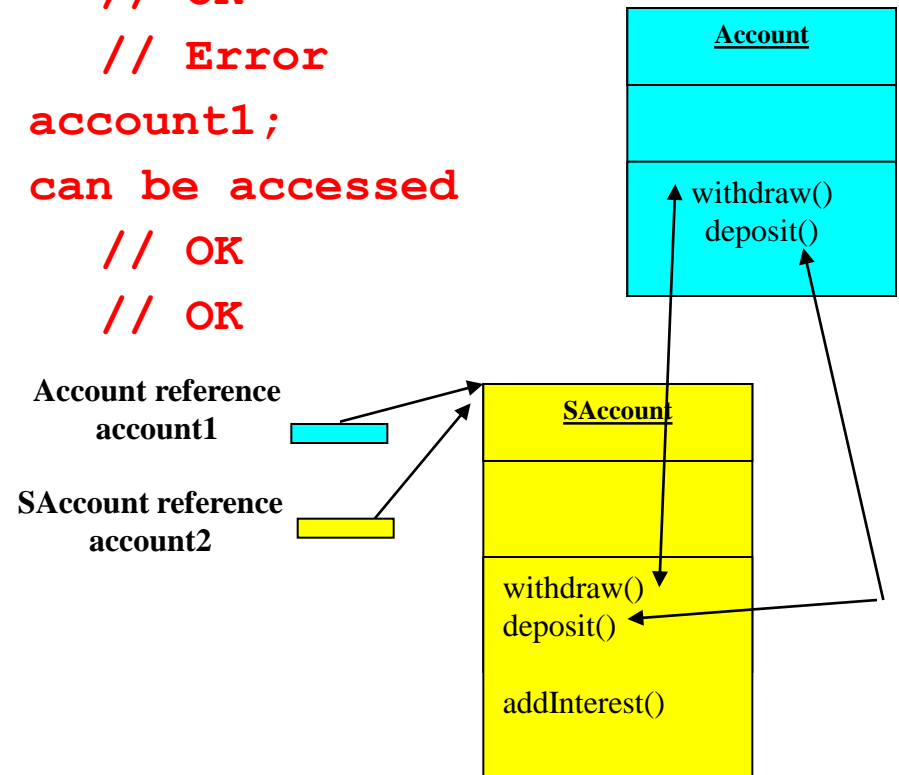 // OK
// Error
account1;
can be accessed
// OK
// OK
Account
withdraw()
deposit()
Account reference
account1
SAccount reference
account2
SAccount
withdraw()
deposit()
addInterest()